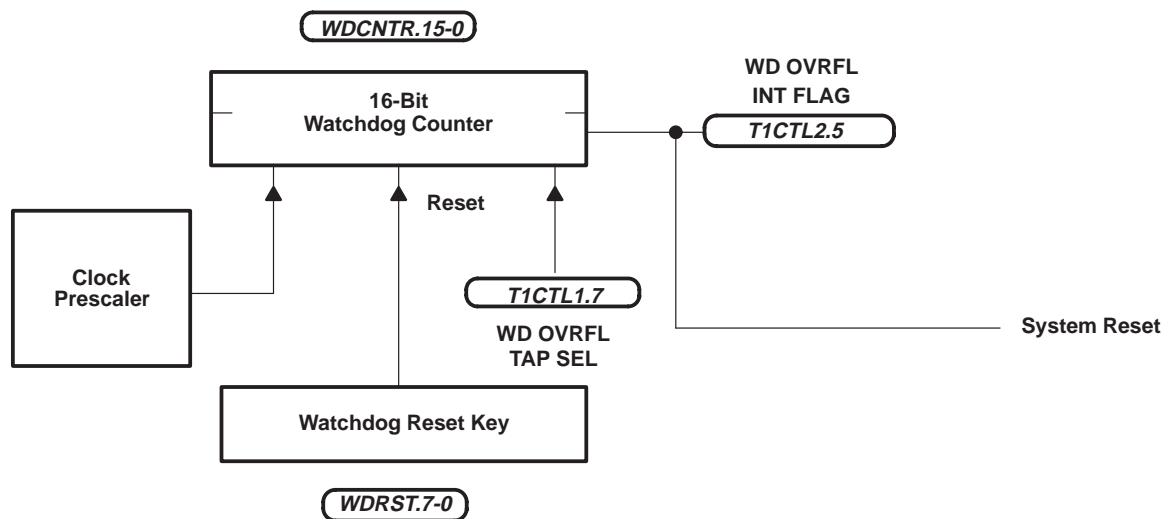 WDCNTR.15-0
16-Bit
Watchdog Counter
WD OVRFL
INT FLAG
T1CTL2.5
Reset
Clock
Prescaler
T1CTL1.7
WD OVRFL
TAP SEL
System Reset
Watchdog Reset Key
WDRST.7-0